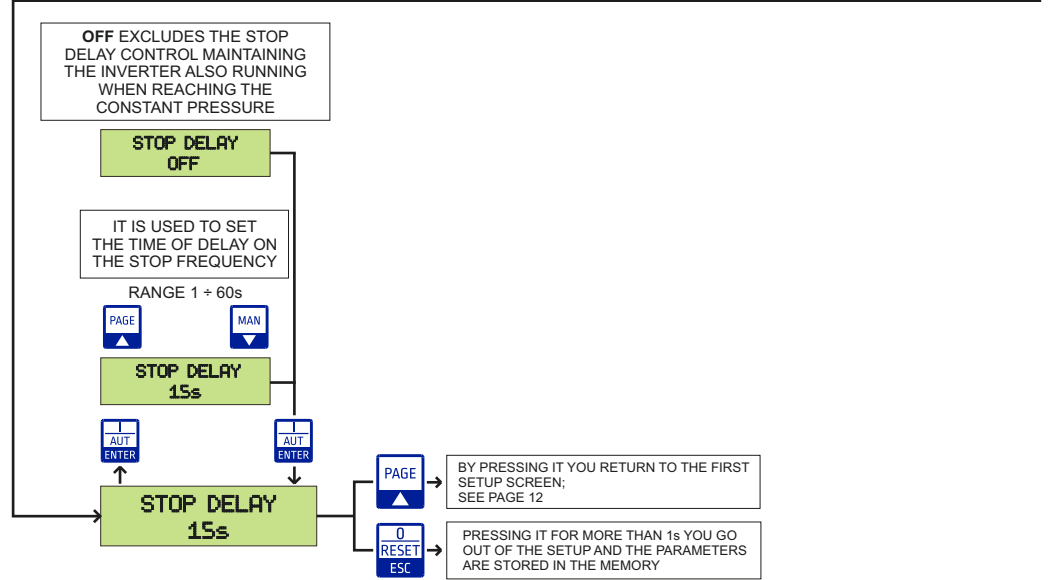 OFF EXCLUDES THE STOP
DELAY CONTROL MAINTAINING
THE INVERTER ALSO RUNNING
WHEN REACHING THE
CONSTANT PRESSURE
STOP DELAY
OFF
IT IS USED TO SET
THE TIME OF DELAY ON
THE STOP FREQUENCY
RANGE 1 ÷ 60s
PAGE
MAN
STOP DELAY
15s
I
AUT
ENTER
I
AUT
ENTER
STOP DELAY
15s
PAGE
BY PRESSING IT YOU RETURN TO THE FIRST
SETUP SCREEN;
SEE PAGE 12
0
RESET
ESC
PRESSING IT FOR MORE THAN 1s YOU GO
OUT OF THE SETUP AND THE PARAMETERS
ARE STORED IN THE MEMORY